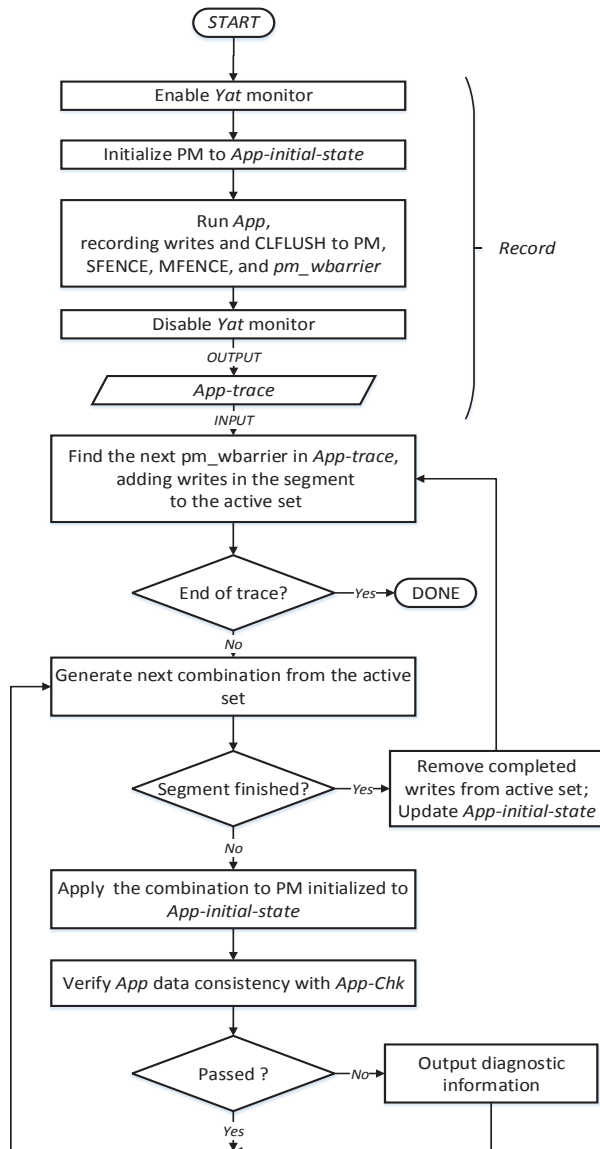 START
Enable Yat monitor
Initialize PM to App-initial-state
Run App,
recording writes and CLFLUSH to PM,
SFENCE, MFENCE, and pm_wbarrier
Record
Disable Yat monitor
OUTPUT
App-trace
INPUT
Find the next pm_wbarrier in App-trace,
adding writes in the segment
to the active set
End of trace?
Yes
DONE
No
Generate next combination from the active
set
Segment finished?
Yes
Remove completed
writes from active set;
Update App-initial-state
No
Apply the combination to PM initialized to
App-initial-state
Verify App data consistency with App-Chk
Passed ?
No
Output diagnostic
information
Yes